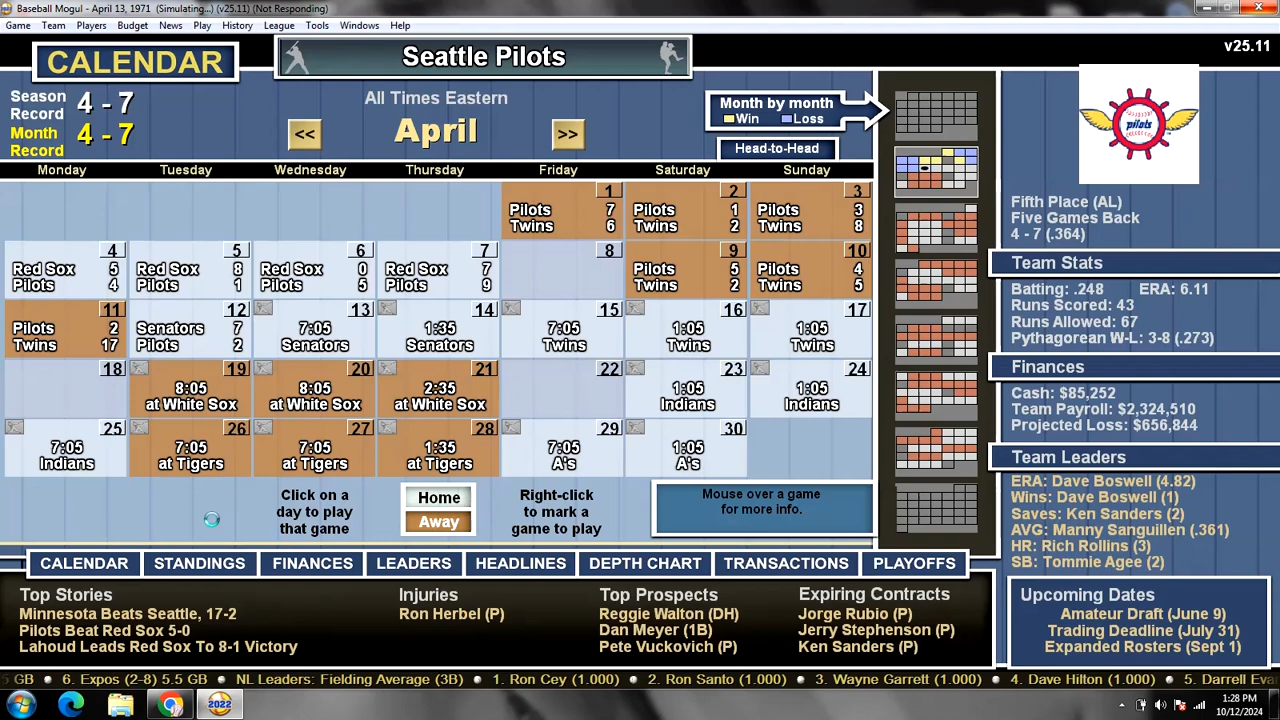 Baseball Mogul - April 13, 1971 (Simulating...) (v25.11) (Not Responding)
Game Team Players Budget News Play History League Tools Windows Help
CALENDAR
Seattle Pilots
v25.11
Season Record 4 - 7
Month Record 4 - 7
All Times Eastern
<< April >>
Month by month
Win Loss
Head-to-Head
Monday Tuesday Wednesday Thursday Friday Saturday Sunday
1 2 3
Pilots 7 Pilots 1 Pilots 3
Twins 6 Twins 2 Twins 8
4 5 6 7 8 9 10
Red Sox 5 Red Sox 8 Red Sox 0 Red Sox 7 Pilots 5 Pilots 4
Pilots 4 Pilots 1 Pilots 5 Pilots 9 Twins 2 Twins 5
11 12 13 14 15 16 17
Pilots 2 Senators 7 7:05 1:35 7:05 1:05 1:05
Twins 17 Pilots 2 Senators Senators Twins Twins Twins
18 19 20 21 22 23 24
8:05 8:05 2:35 1:05 1:05
at White Sox at White Sox at White Sox Indians Indians
25 26 27 28 29 30
7:05 7:05 7:05 1:35 7:05 1:05
Indians at Tigers at Tigers at Tigers A's A's
Click on a
day to play
that game
Home
Away
Right-click
to mark a
game to play
Mouse over a game
for more info.
pilots
Fifth Place (AL)
Five Games Back
4 - 7 (.364)
Team Stats
Batting: .248 ERA: 6.11
Runs Scored: 43
Runs Allowed: 67
Pythagorean W-L: 3-8 (.273)
Finances
Cash: $85,252
Team Payroll: $2,324,510
Projected Loss: $656,844
Team Leaders
ERA: Dave Boswell (4.82)
Wins: Dave Boswell (1)
Saves: Ken Sanders (2)
AVG: Manny Sanguillen (.361)
HR: Rich Rollins (3)
SB: Tommie Agee (2)
CALENDAR STANDINGS FINANCES LEADERS HEADLINES DEPTH CHART TRANSACTIONS PLAYOFFS
Top Stories
Minnesota Beats Seattle, 17-2
Pilots Beat Red Sox 5-0
Lahoud Leads Red Sox To 8-1 Victory
Injuries
Ron Herbel (P)
Top Prospects
Reggie Walton (DH)
Dan Meyer (1B)
Pete Vuckovich (P)
Expiring Contracts
Jorge Rubio (P)
Jerry Stephenson (P)
Ken Sanders (P)
Upcoming Dates
Amateur Draft (June 9)
Trading Deadline (July 31)
Expanded Rosters (Sept 1)
5 GB 6. Expos (2-8) 5.5 GB NL Leaders: Fielding Average (3B) 1. Ron Cey (1.000) 2. Ron Santo (1.000) 3. Wayne Garrett (1.000) 4. Dave Hilton (1.000) 5. Darrell
2022
1:28 PM
10/12/2024